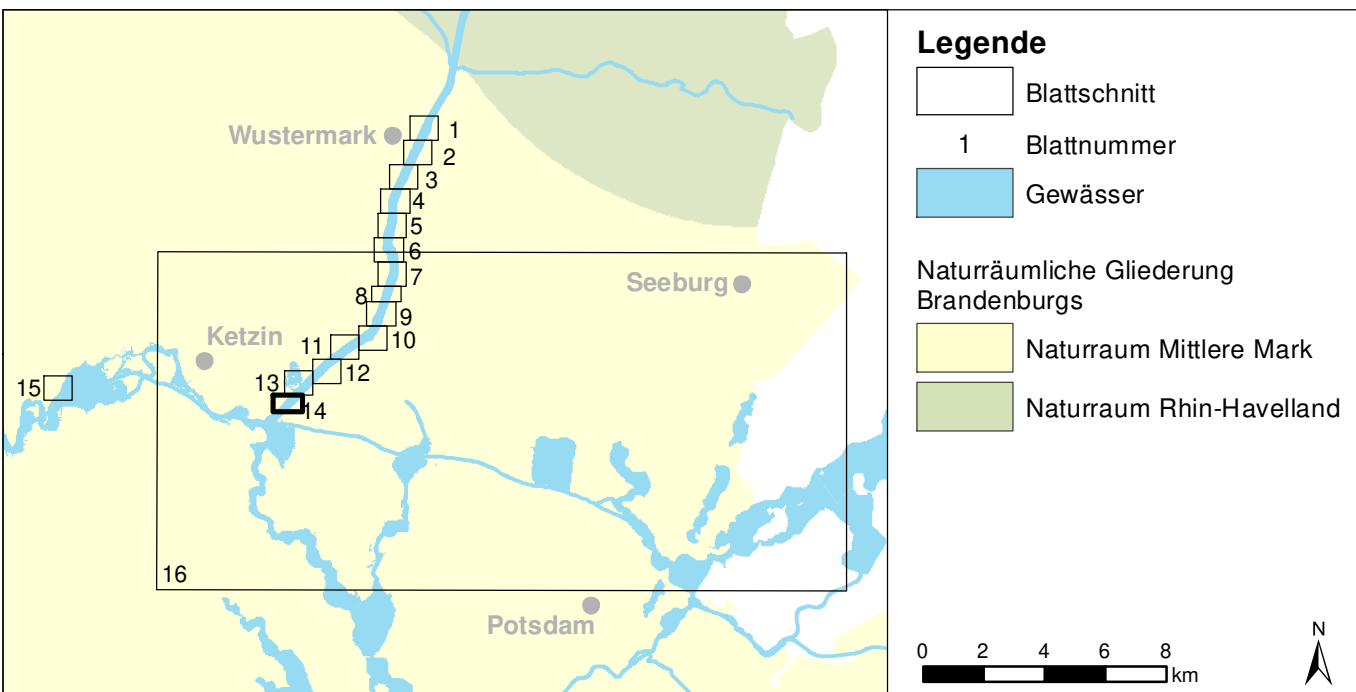 Wustermark
1
2
3
4
5
6
7
Seeburg
8
9
Ketzin
10
11
12
13
15
14
16
Potsdam
Legende
Blattschnitt
1 Blattnummer
Gewässer
Naturräumliche Gliederung
Brandenburgs
Naturraum Mittlere Mark
Naturraum Rhin-Havelland
0 2 4 6 8
km
N